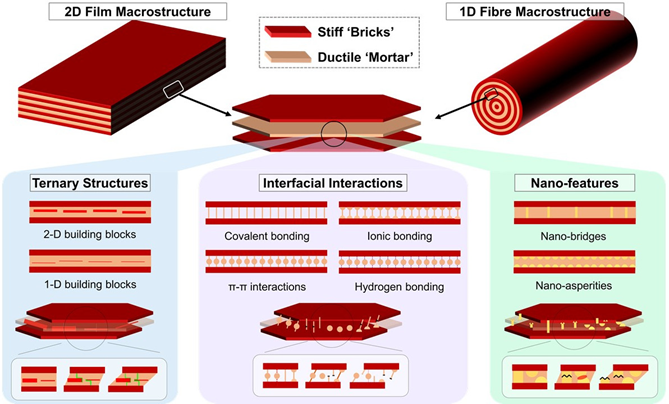 2D Film Macrostructure
1D Fibre Macrostructure
Stiff ‘Bricks’
Ductile ‘Mortar’
Ternary Structures
2-D building blocks
1-D building blocks
Interfacial Interactions
Covalent bonding
Ionic bonding
π-π interactions
Hydrogen bonding
Nano-features
Nano-bridges
Nano-asperities